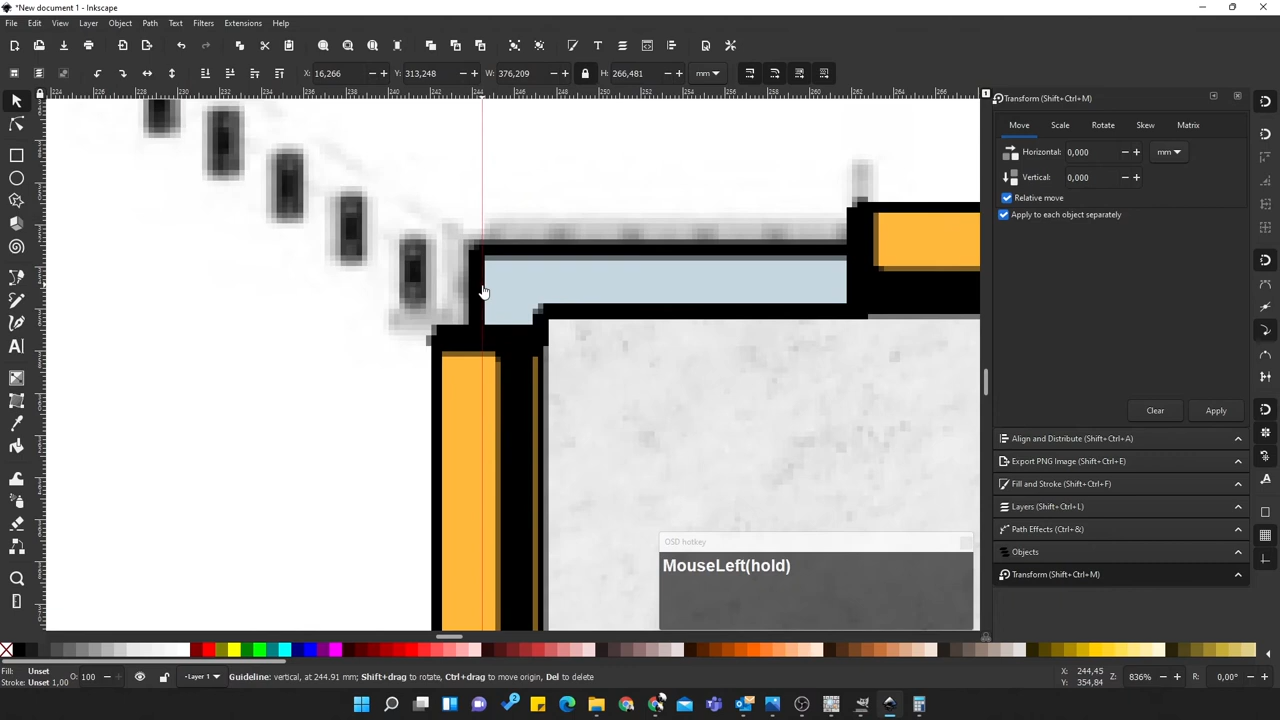 *New document 1 - Inkscape
File Edit View Layer Object Path Text Filters Extensions Help
X: 16,266 Y: 313,248 W: 376,209 H: 266,481 mm
Transform (Shift+Ctrl+M)
Move Scale Rotate Skew Matrix
Horizontal: 0,000 mm
Vertical: 0,000
Relative move
Apply to each object separately
Clear Apply
Align and Distribute (Shift+Ctrl+A)
Export PNG Image (Shift+Ctrl+E)
Fill and Stroke (Shift+Ctrl+F)
Layers (Shift+Ctrl+L)
Path Effects (Ctrl+&)
Objects
Transform (Shift+Ctrl+M)
OSD hotkey
MouseLeft(hold)
Fill: Unset
Stroke: Unset 1,00
O: 100
-Layer 1
Guideline: vertical, at 244.91 mm; Shift+drag to rotate, Ctrl+drag to move origin, Del to delete
X: 244,45
Y: 354,84
Z: 836%
R: 0,00°